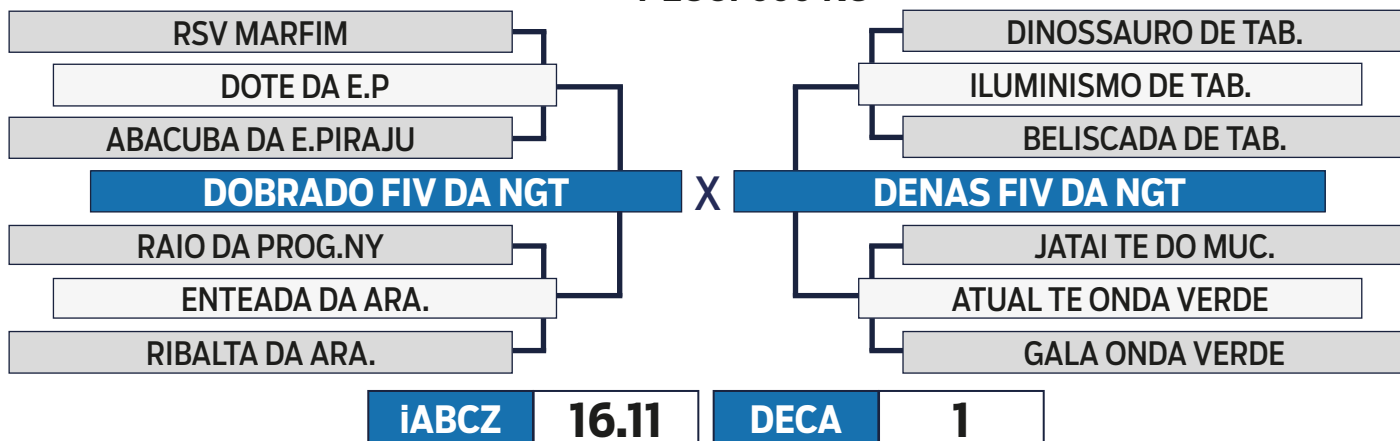 RSV MARFIM
DOTE DA E.P
ABACUBA DA E.PIRAJU
DOBRADO FIV DA NGT
RAIO DA PROG.NY
ENTEADA DA ARA.
RIBALTA DA ARA.
X
DINOSSAURO DE TAB.
ILUMINISMO DE TAB.
BELISCADA DE TAB.
DENAS FIV DA NGT
JATAI TE DO MUC.
ATUAL TE ONDA VERDE
GALA ONDA VERDE
iABCZ 16.11 DECA 1